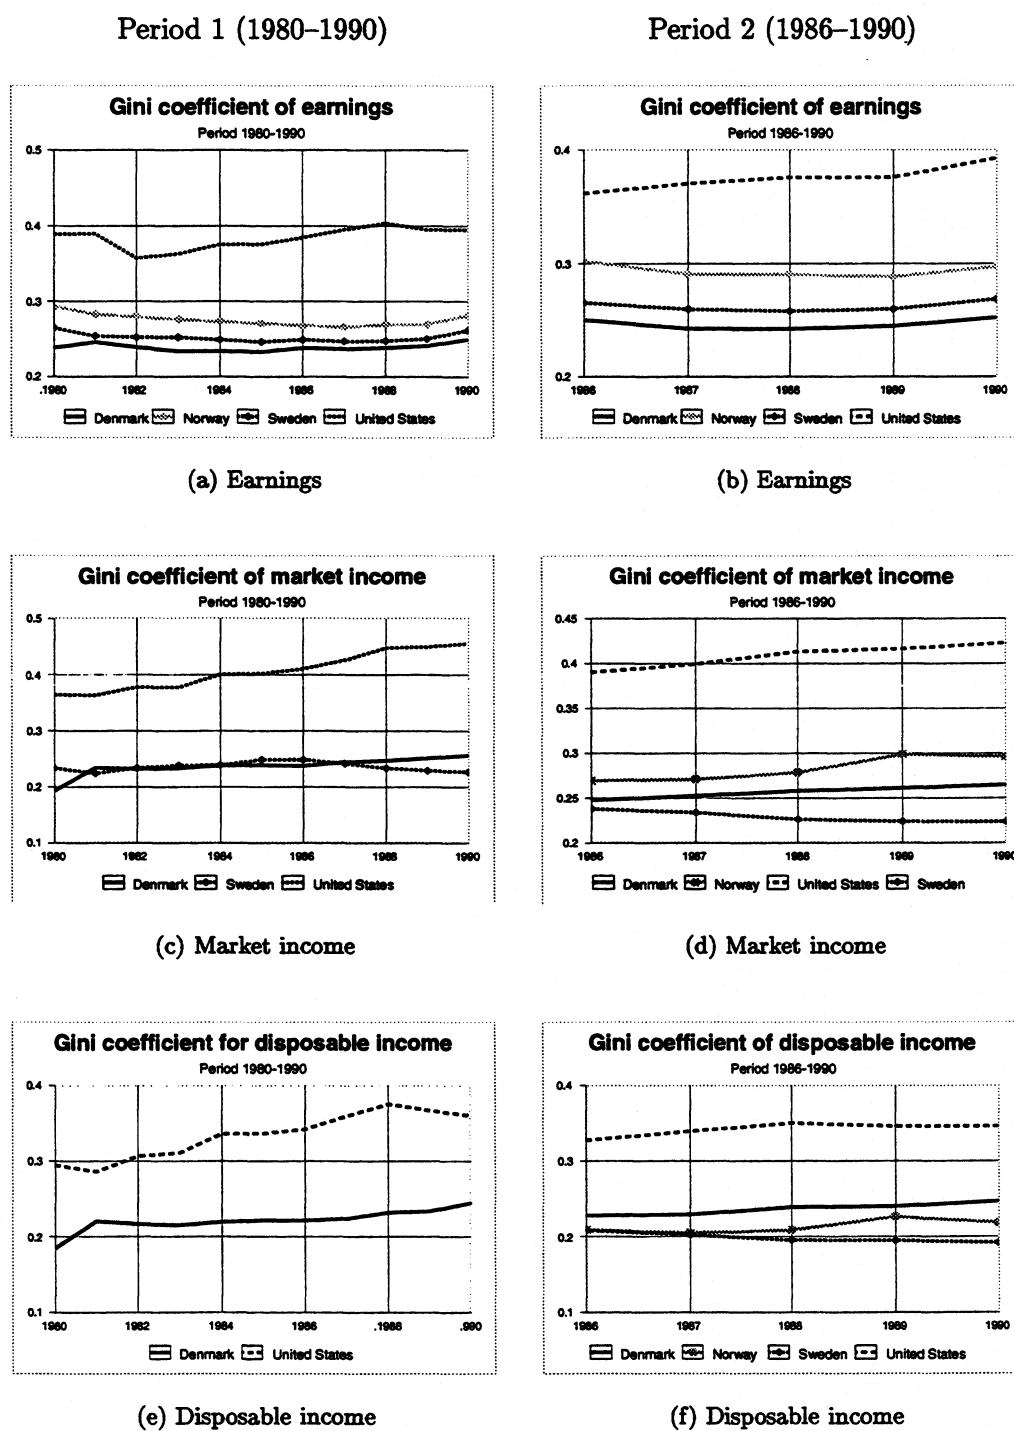 Period 1 (1980–1990)
Period 2 (1986–1990)
Gini coefficient of earnings
Period 1980-1990
0.5
0.4
0.3
0.2
.1980 1982 1984 1986 1988 1990
Denmark Norway Sweden United States
(a) Earnings
Gini coefficient of earnings
Period 1986-1990
0.4
0.3
0.2
1986 1987 1988 1989 1990
Denmark Norway Sweden United States
(b) Earnings
Gini coefficient of market income
Period 1980-1990
0.5
0.4
0.3
0.2
0.1
1980 1982 1984 1986 1988 1990
Denmark Sweden United States
(c) Market income
Gini coefficient of market income
Period 1986-1990
0.45
0.4
0.35
0.3
0.25
0.2
1986 1987 1988 1989 1990
Denmark Norway United States Sweden
(d) Market income
Gini coefficient for disposable income
Period 1980-1990
0.4
0.3
0.2
0.1
1980 1982 1984 1986 .1988 .990
Denmark United States
(e) Disposable income
Gini coefficient of disposable income
Period 1986-1990
0.4
0.3
0.2
0.1
1986 1987 1988 1989 1990
Denmark Norway Sweden United States
(f) Disposable income